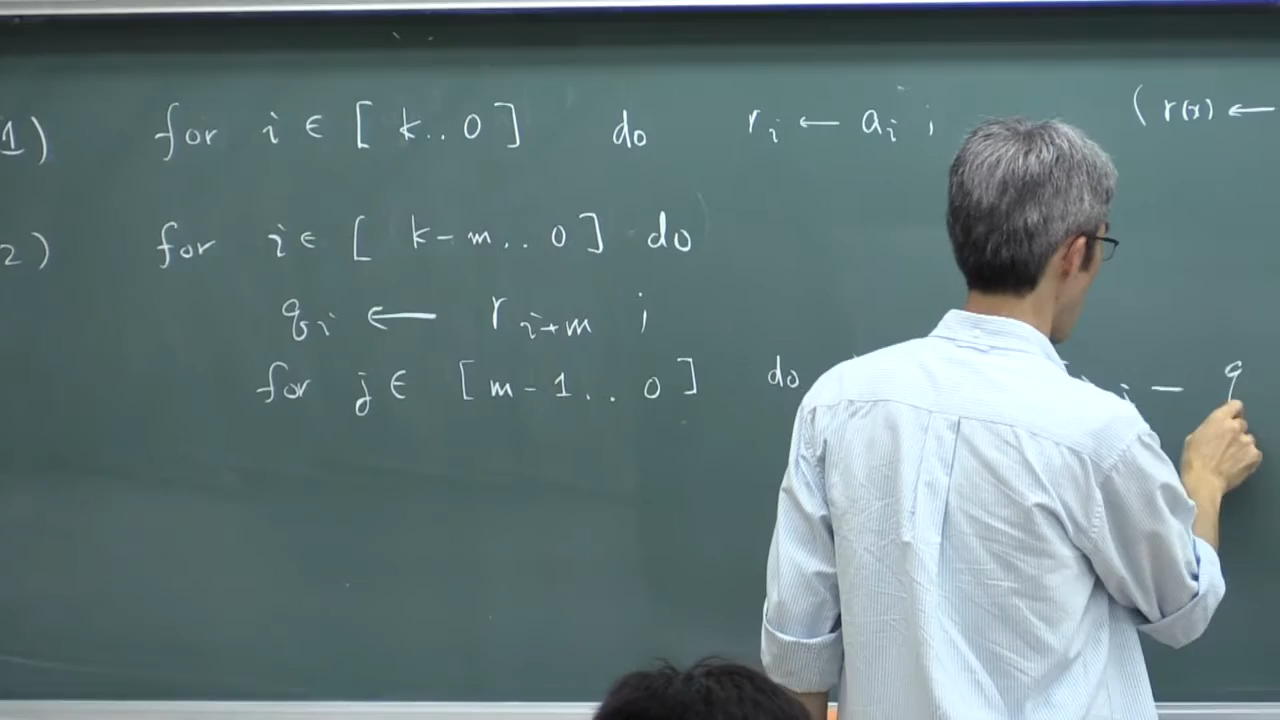 1) for i ∈ [ k..0 ] do r_i ← a_i ; ( r(x) ←
2) for i ∈ [ k-m..0 ] do
q_i ← r_{i+m} ;
for j ∈ [ m-1..0 ] do - q